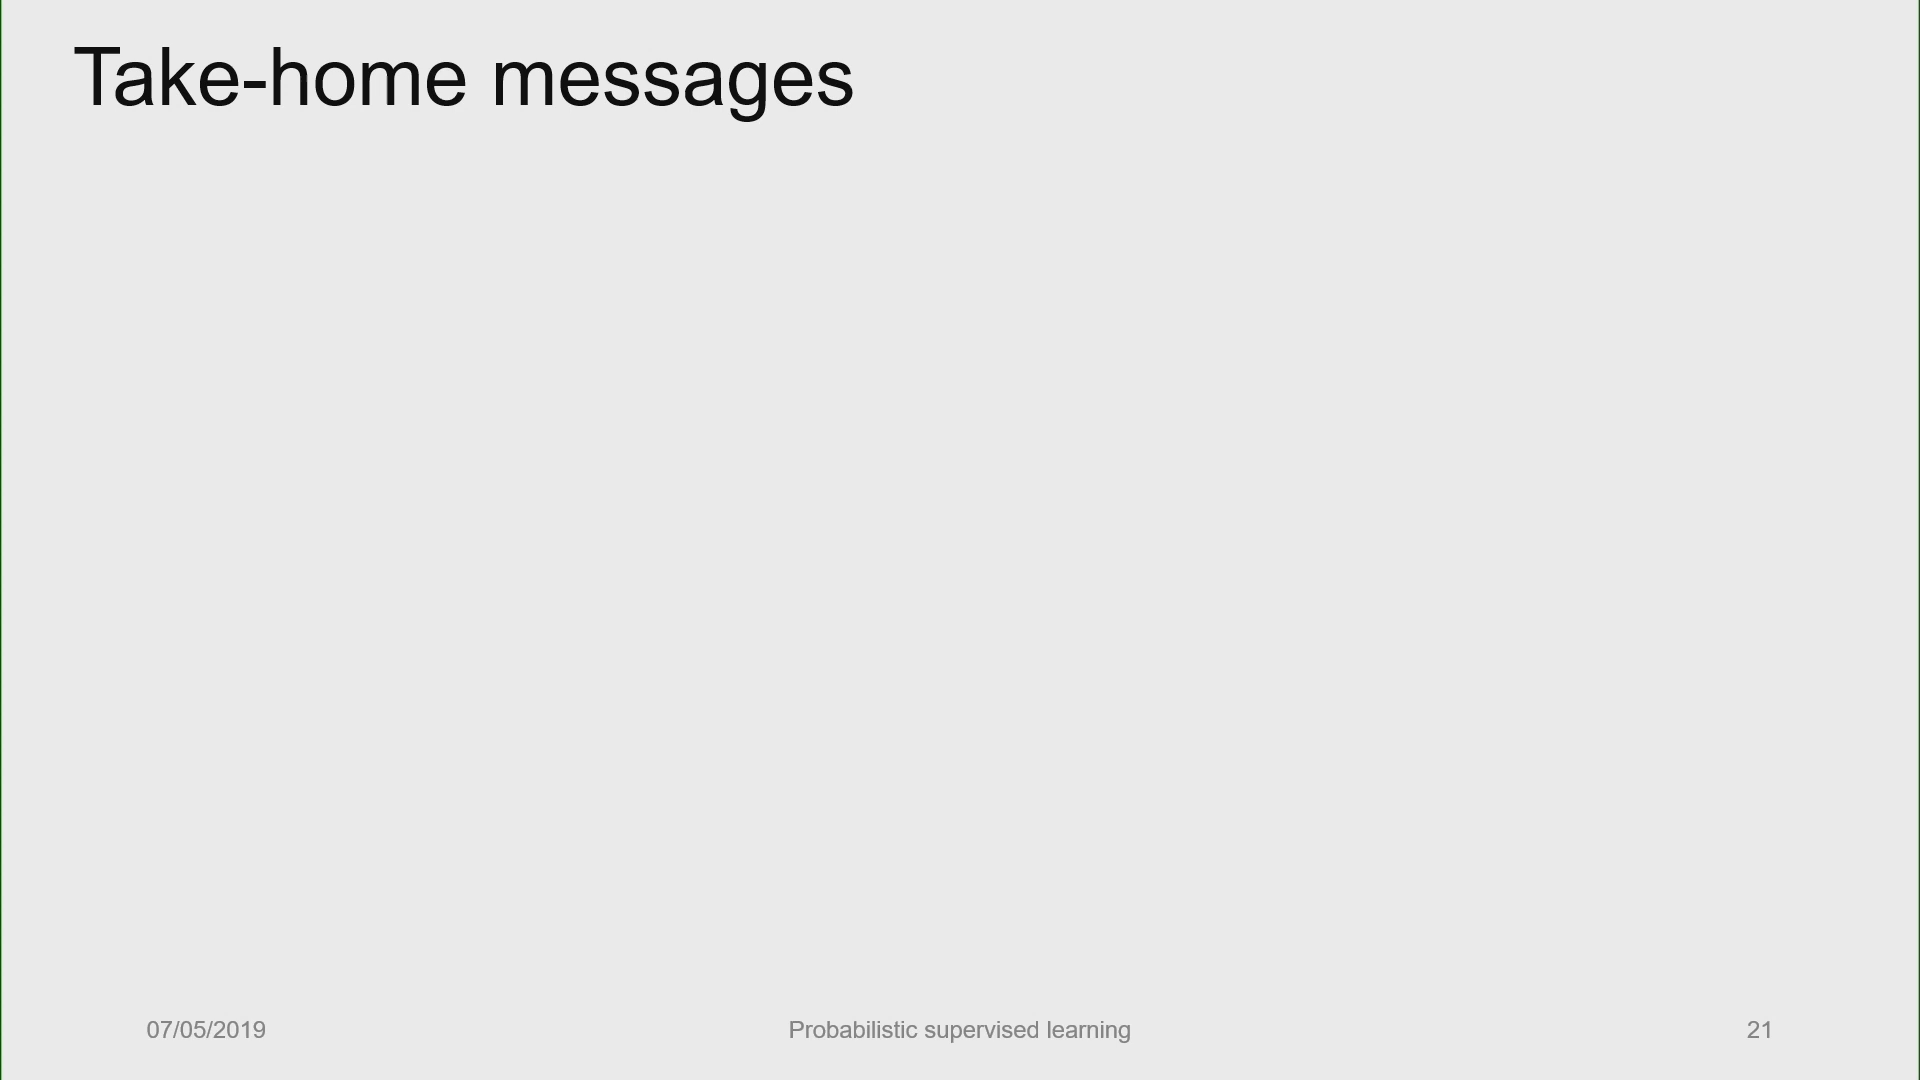 Take-home messages
07/05/2019
Probabilistic supervised learning
21